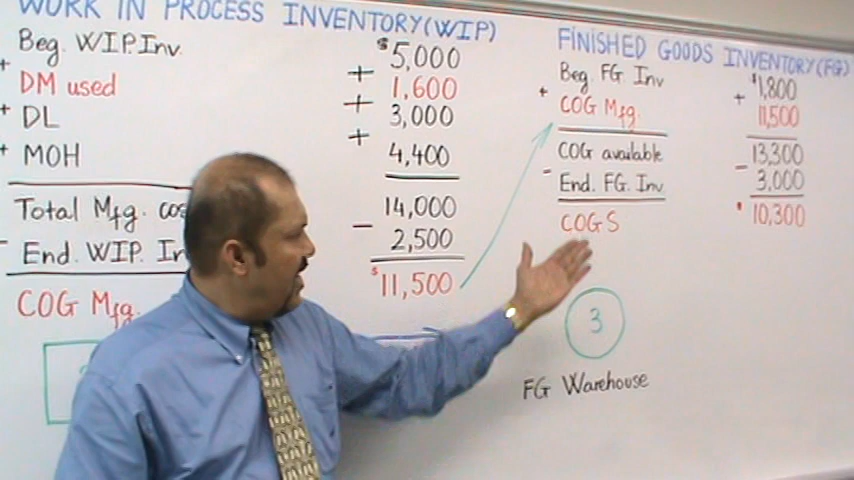 WORK IN PROCESS INVENTORY(WIP)
Beg. WIP. Inv. $5,000
+ DM used + 1,600
+ DL + 3,000
+ MOH + 4,400
Total Mfg. cos 14,000
- End. WIP. In - 2,500
COG Mfg. $11,500
FINISHED GOODS INVENTORY(FG)
Beg. FG. Inv $1,800
+ COG Mfg. + 11,500
COG available 13,300
- End. FG. Inv. - 3,000
COGS 10,300
3
FG Warehouse